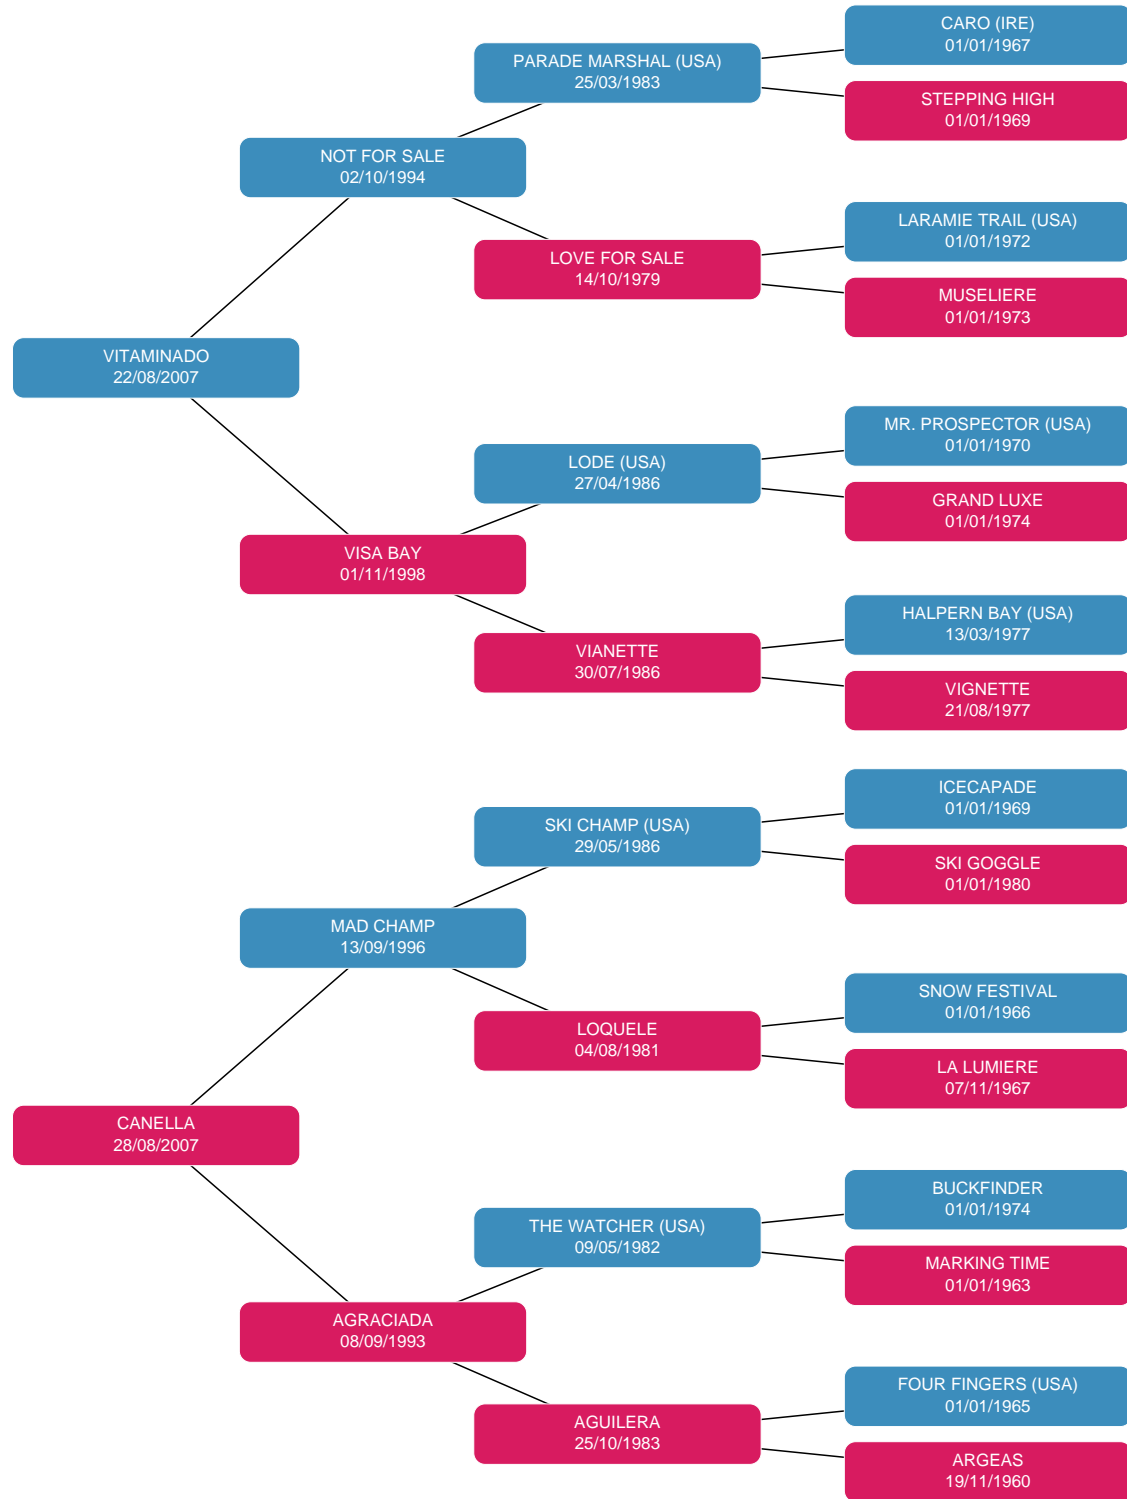 CARO (IRE)
01/01/1967
PARADE MARSHAL (USA)
25/03/1983
STEPPING HIGH
01/01/1969
NOT FOR SALE
02/10/1994
LARAMIE TRAIL (USA)
01/01/1972
LOVE FOR SALE
14/10/1979
MUSELIERE
01/01/1973
VITAMINADO
22/08/2007
MR. PROSPECTOR (USA)
01/01/1970
LODE (USA)
27/04/1986
GRAND LUXE
01/01/1974
VISA BAY
01/11/1998
HALPERN BAY (USA)
13/03/1977
VIANETTE
30/07/1986
VIGNETTE
21/08/1977
ICECAPADE
01/01/1969
SKI CHAMP (USA)
29/05/1986
SKI GOGGLE
01/01/1980
MAD CHAMP
13/09/1996
SNOW FESTIVAL
01/01/1966
LOQUELE
04/08/1981
LA LUMIERE
07/11/1967
CANELLA
28/08/2007
BUCKFINDER
01/01/1974
THE WATCHER (USA)
09/05/1982
MARKING TIME
01/01/1963
AGRACIADA
08/09/1993
FOUR FINGERS (USA)
01/01/1965
AGUILERA
25/10/1983
ARGEAS
19/11/1960